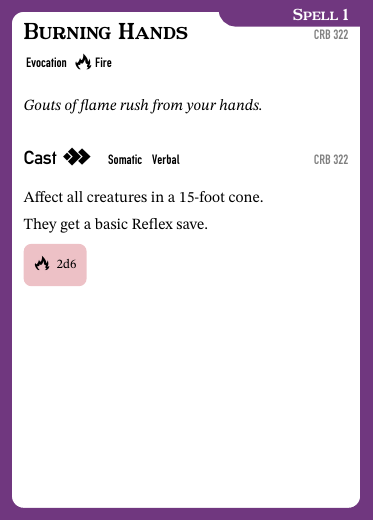 SPELL 1
BURNING HANDS CRB 322
Evocation Fire
Gouts of flame rush from your hands.
Cast Somatic Verbal CRB 322
Affect all creatures in a 15-foot cone.
They get a basic Reflex save.
2d6